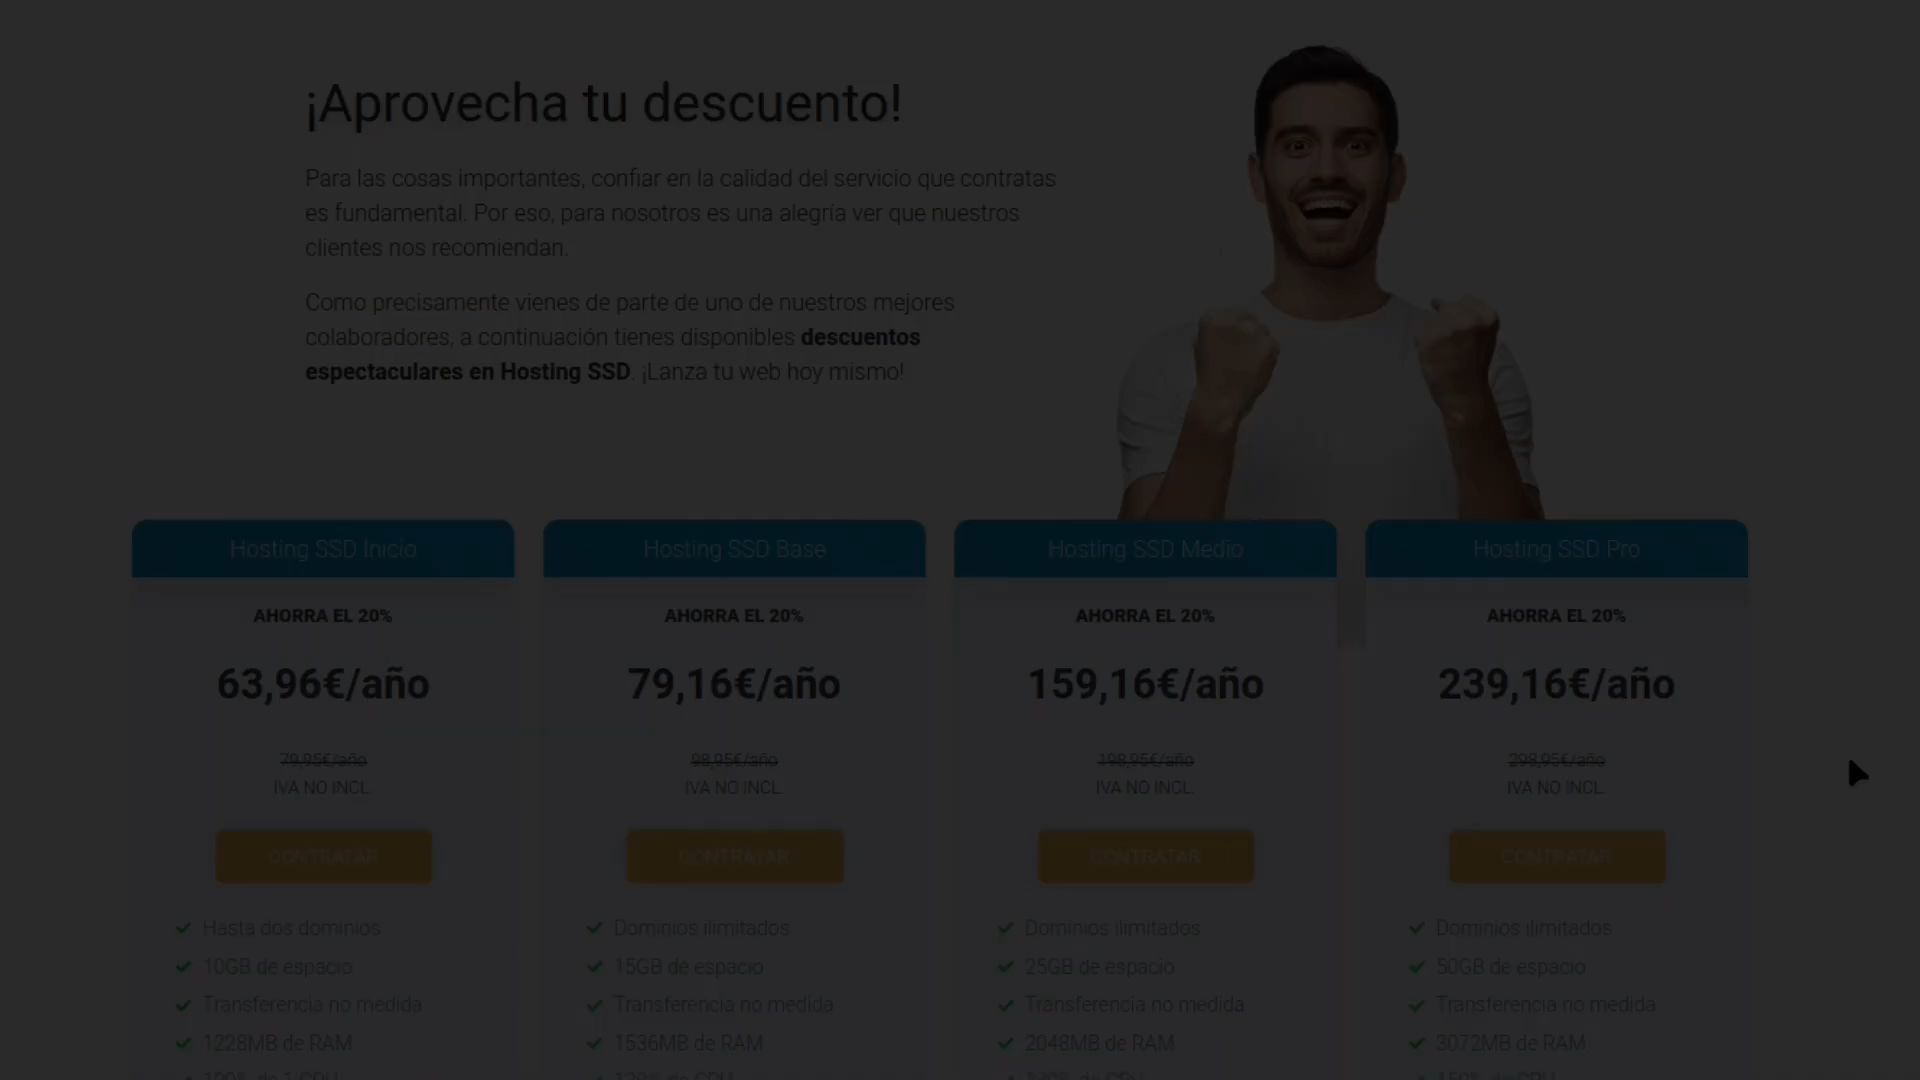 ¡Aprovecha tu descuento!
Para las cosas importantes, confiar en la calidad del servicio que contratas
es fundamental. Por eso, para nosotros es una alegría ver que nuestros
clientes nos recomiendan.
Como precisamente vienes de parte de uno de nuestros mejores
colaboradores, a continuación tienes disponibles descuentos
espectaculares en Hosting SSD. ¡Lanza tu web hoy mismo!
Hosting SSD Inicio
AHORRA EL 20%
63,96€/año
79,95€/año
IVA NO INCL.
CONTRATAR
Hasta dos dominios
10GB de espacio
Transferencia no medida
1228MB de RAM
Hosting SSD Base
AHORRA EL 20%
79,16€/año
98,95€/año
IVA NO INCL.
CONTRATAR
Dominios ilimitados
15GB de espacio
Transferencia no medida
1536MB de RAM
Hosting SSD Medio
AHORRA EL 20%
159,16€/año
198,95€/año
IVA NO INCL.
CONTRATAR
Dominios ilimitados
25GB de espacio
Transferencia no medida
2048MB de RAM
Hosting SSD Pro
AHORRA EL 20%
239,16€/año
298,95€/año
IVA NO INCL.
CONTRATAR
Dominios ilimitados
50GB de espacio
Transferencia no medida
3072MB de RAM